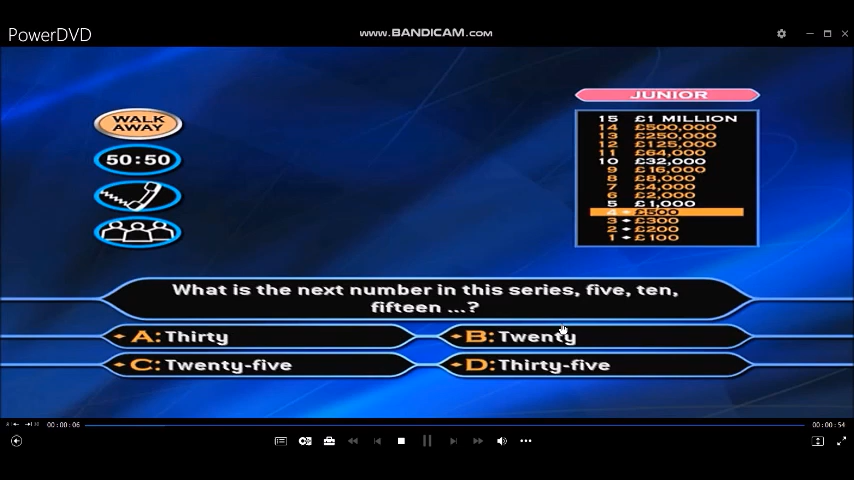 PowerDVD
www.BANDICAM.com
JUNIOR
WALK
AWAY
50:50
15 £1 MILLION
14 £500,000
13 £250,000
12 £125,000
11 £64,000
10 £32,000
9 £16,000
8 £8,000
7 £4,000
6 £2,000
5 £1,000
4 £500
3 £300
2 £200
1 £100
What is the next number in this series, five, ten,
fifteen ...?
A: Thirty
B: Twenty
C: Twenty-five
D: Thirty-five
00:00:06
00:00:54